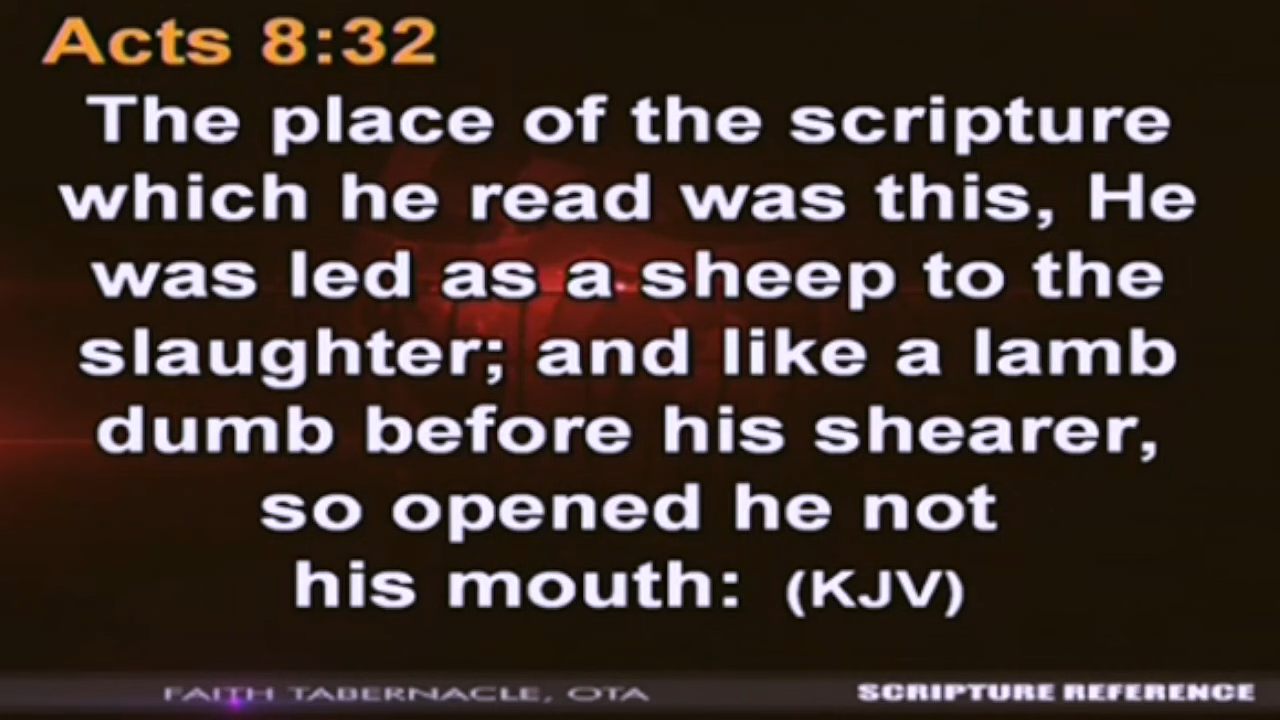 Acts 8:32
The place of the scripture
which he read was this, He
was led as a sheep to the
slaughter; and like a lamb
dumb before his shearer,
so opened he not
his mouth: (KJV)
FAITH TABERNACLE, OTA
SCRIPTURE REFERENCE